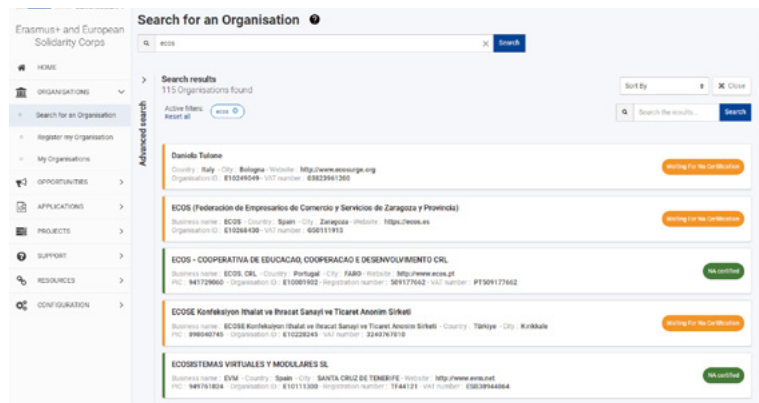 Erasmus+ and European
Solidarity Corps
HOME
ORGANISATIONS
Search for an Organisation
Register my Organisation
My Organisations
OPPORTUNITIES
APPLICATIONS
PROJECTS
SUPPORT
RESOURCES
CONFIGURATION
Search for an Organisation
ecos
Search
Advanced search
Search results
115 Organisations found
Active filters: ecos
Reset all
Sort By
Close
Search the results...
Search
Daniela Tulone
Country : Italy - City : Bologna - Website : http://www.ecosurge.org
Organisation ID : E10249049 - VAT number : 03823961200
Waiting For Na Certification
ECOS (Federación de Empresarios de Comercio y Servicios de Zaragoza y Provincia)
Business name : ECOS - Country : Spain - City : Zaragoza - Website : https://ecos.es
Organisation ID : E10268430 - VAT number : G50111913
Waiting For Na Certification
ECOS - COOPERATIVA DE EDUCACAO, COOPERACAO E DESENVOLVIMENTO CRL
Business name : ECOS, CRL - Country : Portugal - City : FARO - Website : http://www.ecos.pt
PIC : 941729060 - Organisation ID : E10081902 - Registration number : 509177662 - VAT number : PT509177662
NA certified
ECOSE Konfeksiyon Ithalat ve Ihracat Sanayi ve Ticaret Anonim Sirketi
Business name : ECOSE Konfeksiyon Ithalat ve Ihracat Sanayi ve Ticaret Anonim Sirketi - Country : Türkiye - City : Kırıkkale
PIC : 898040745 - Organisation ID : E10228245 - VAT number : 3240767810
Waiting For Na Certification
ECOSISTEMAS VIRTUALES Y MODULARES SL
Business name : EVM - Country : Spain - City : SANTA CRUZ DE TENERIFE - Website : http://www.evm.net
PIC : 949761824 - Organisation ID : E10111300 - Registration number : TF44121 - VAT number : ESB38944864
NA certified